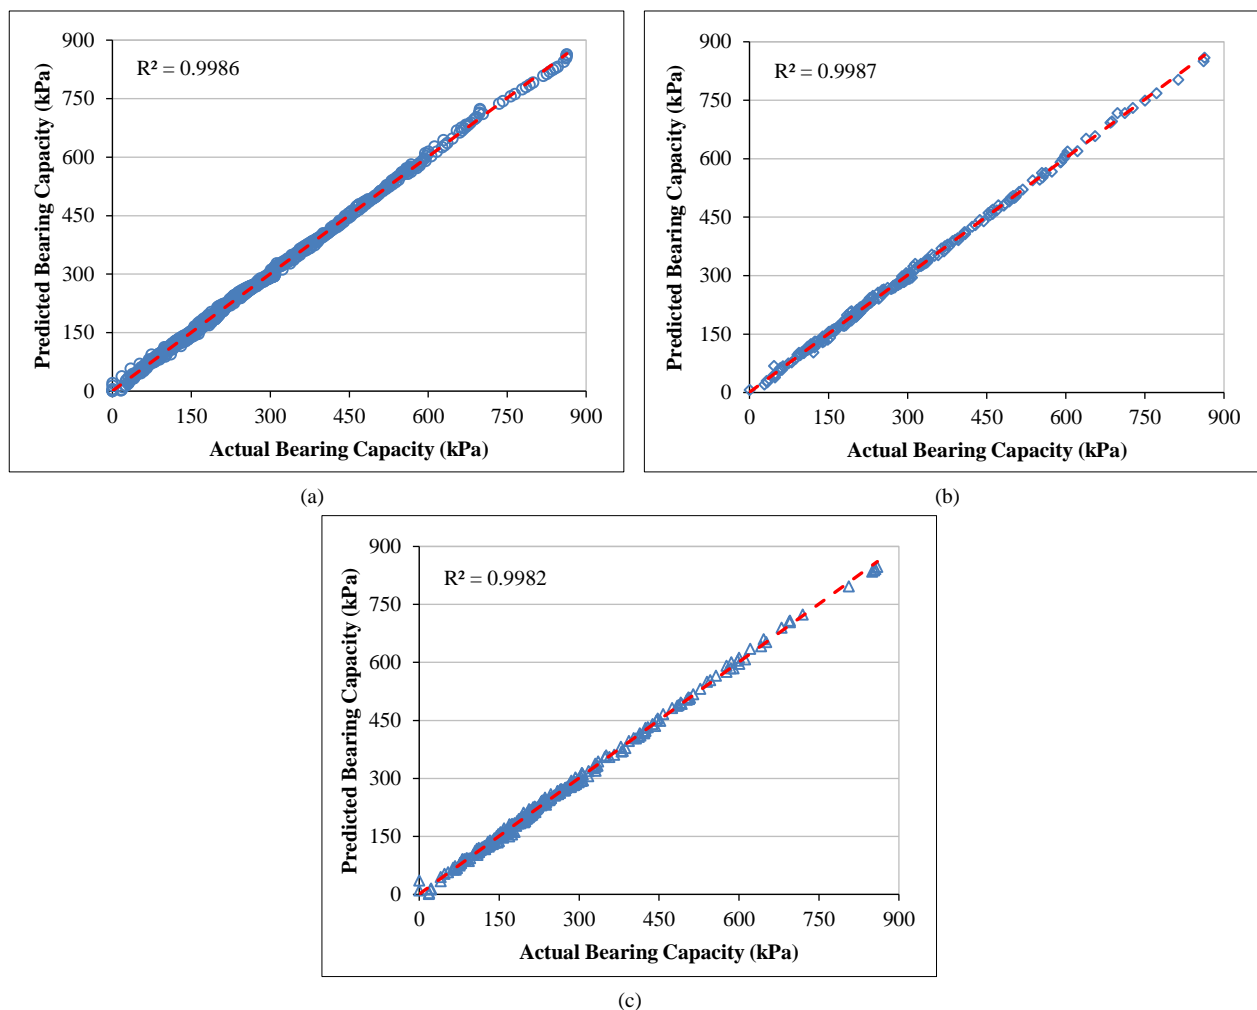 900
750
600
450
300
150
0
Predicted Bearing Capacity (kPa)
R² = 0.9986
0 150 300 450 600 750 900
Actual Bearing Capacity (kPa)
(a)
900
750
600
450
300
150
0
Predicted Bearing Capacity (kPa)
R² = 0.9987
0 150 300 450 600 750 900
Actual Bearing Capacity (kPa)
(b)
900
750
600
450
300
150
0
Predicted Bearing Capacity (kPa)
R² = 0.9982
0 150 300 450 600 750 900
Actual Bearing Capacity (kPa)
(c)